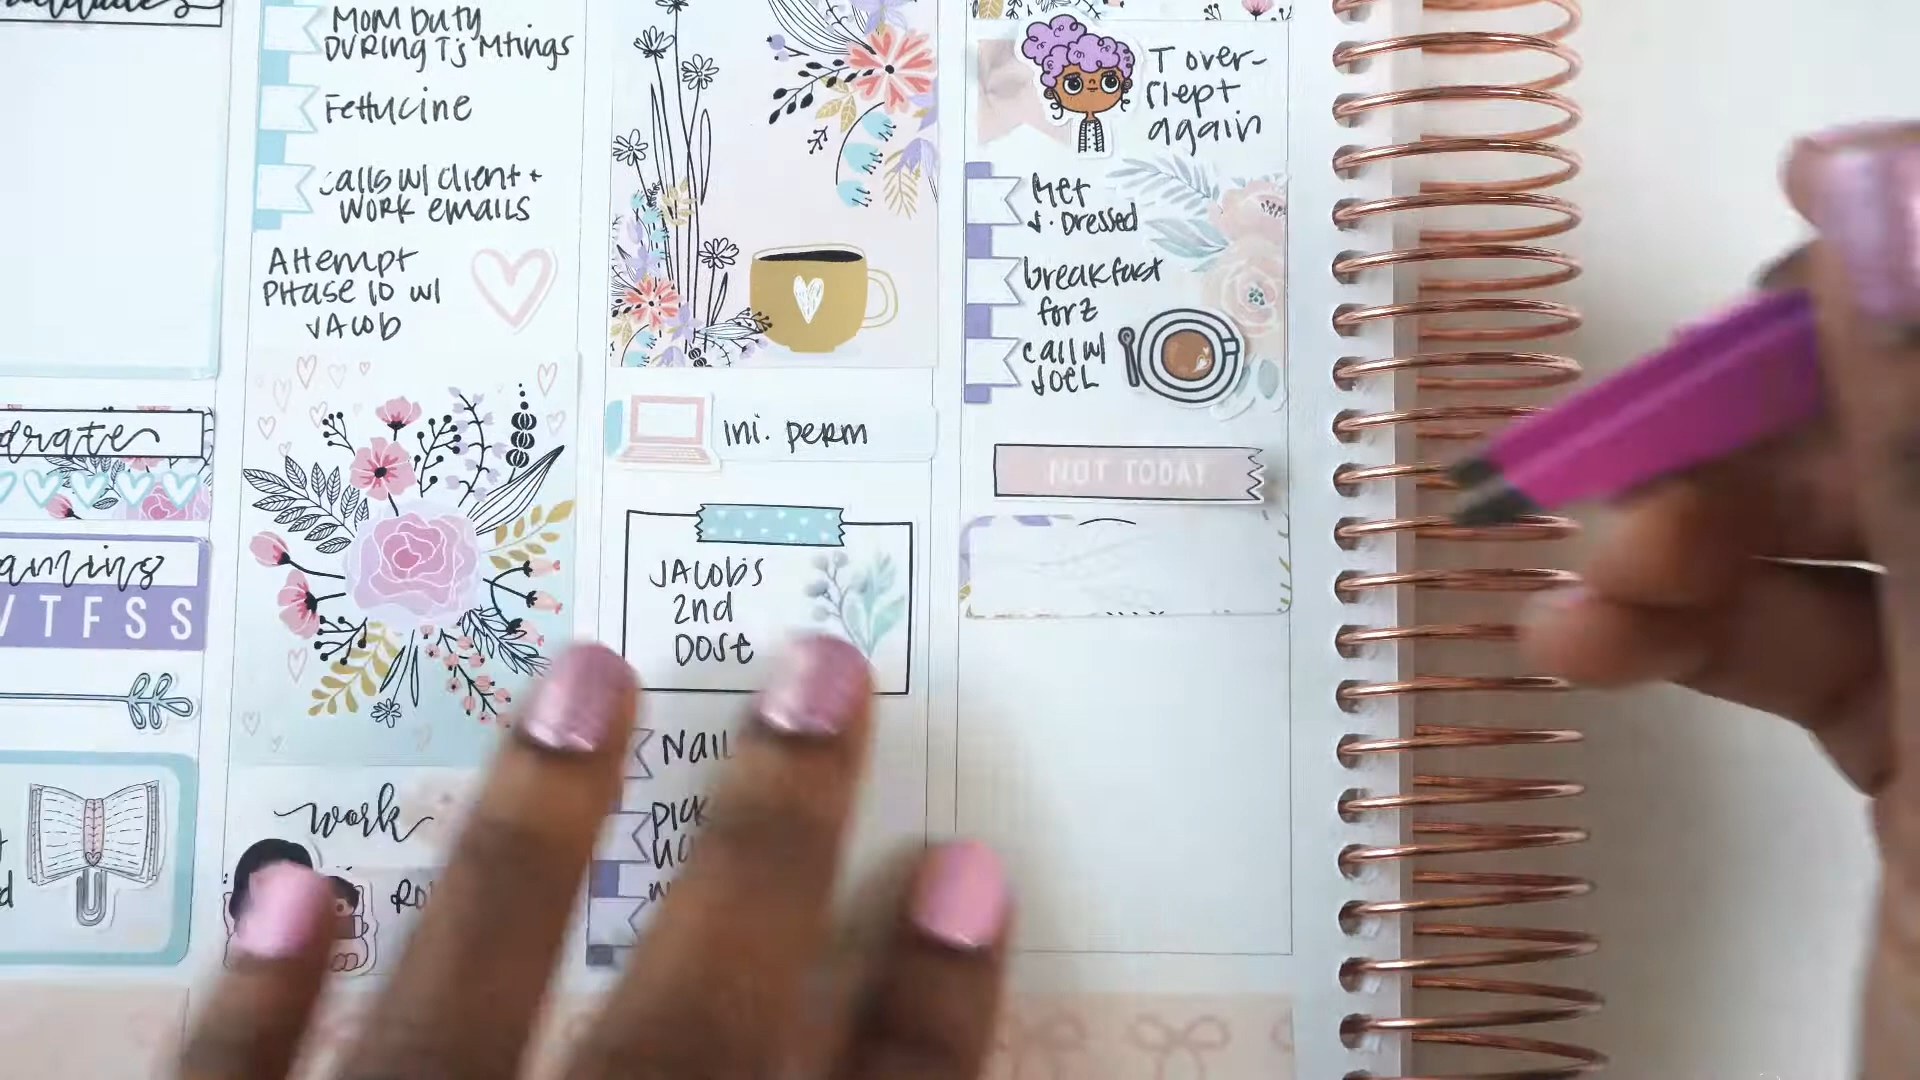 MOM DUTY
DURING TJ'S MTINGS
FETTUCINE
CALLS W/ CLIENT +
WORK EMAILS
ATTEMPT
PHASE 10 W/
JACOB
work
INI. PERM
JACOB'S
2nd
DOSE
NAIL
PICK
T over-
slept
again
MET
J. Dressed
breakfast
for Z
call w/
JOEL
NOT TODAY
T F S S